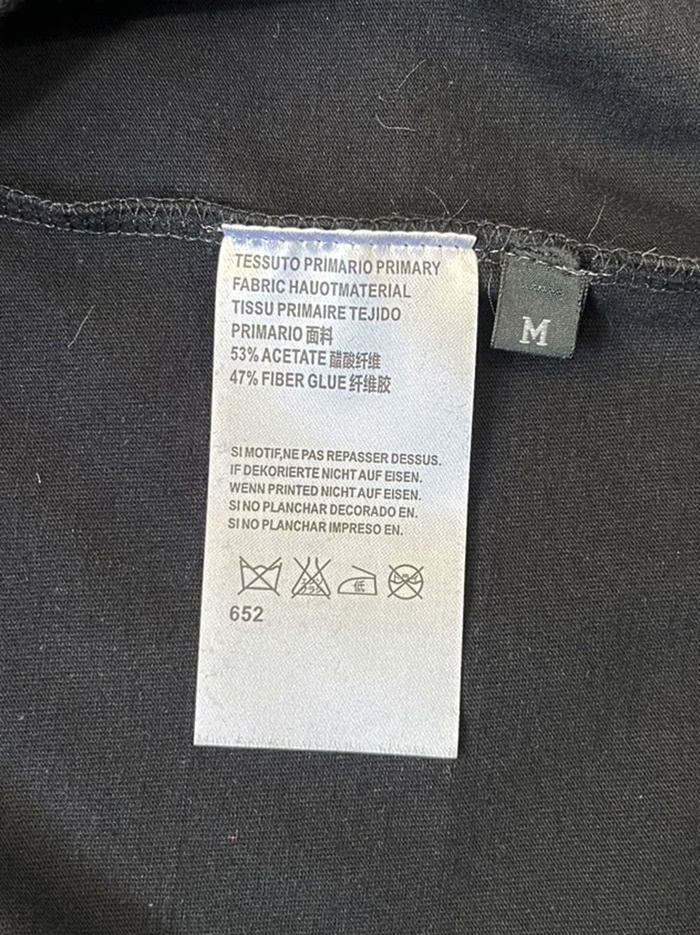 TESSUTO PRIMARIO PRIMARY
FABRIC HAUOTMATERIAL
TISSU PRIMAIRE TEJIDO
PRIMARIO 面料
53% ACETATE 醋酸纤维
47% FIBER GLUE 纤维胶
SI MOTIF,NE PAS REPASSER DESSUS.
IF DEKORIERTE NICHT AUF EISEN.
WENN PRINTED NICHT AUF EISEN.
SI NO PLANCHAR DECORADO EN.
SI NO PLANCHAR IMPRESO EN.
低
652
M